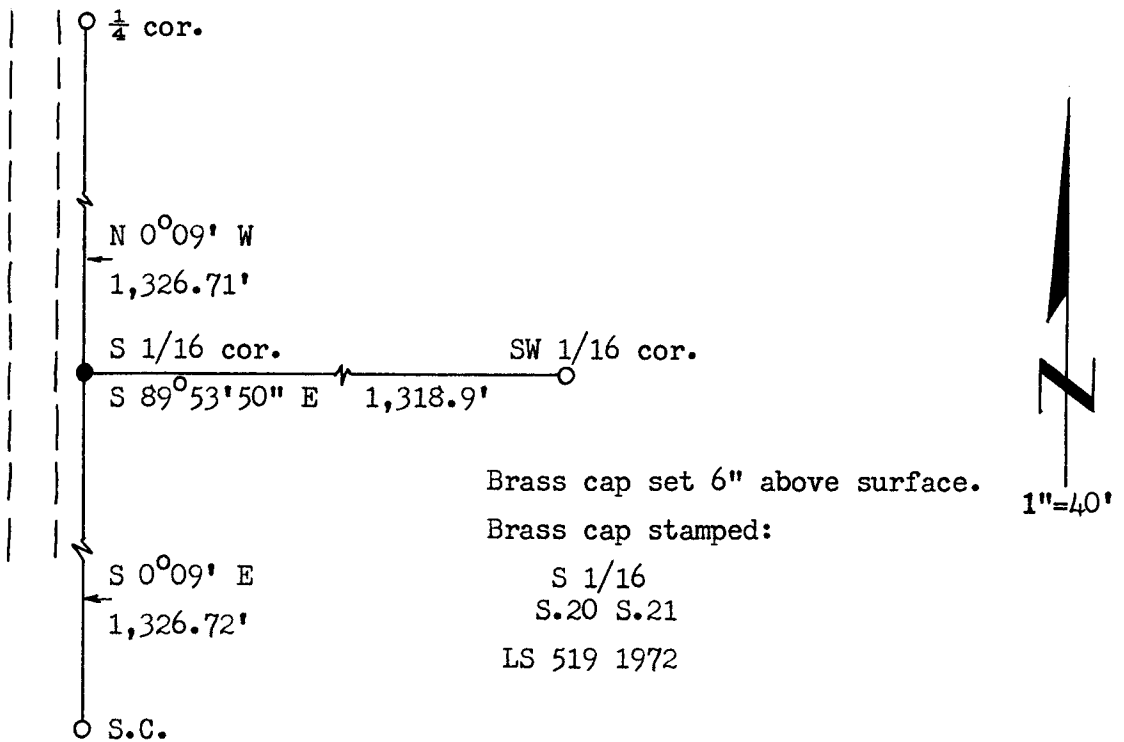 ¼ cor.
N 0°09' W
1,326.71'
S 1/16 cor.
SW 1/16 cor.
S 89°53'50" E 1,318.9'
Brass cap set 6" above surface.
1"=40'
Brass cap stamped:
S 1/16
S.20 S.21
LS 519 1972
S 0°09' E
1,326.72'
S.C.
N